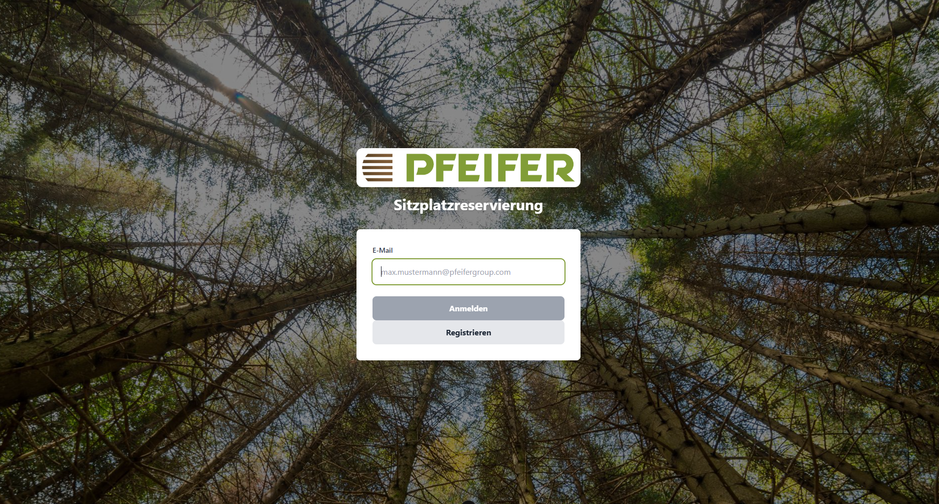 PFEIFER
Sitzplatzreservierung
E-Mail
max.mustermann@pfeifergroup.com
Anmelden
Registrieren